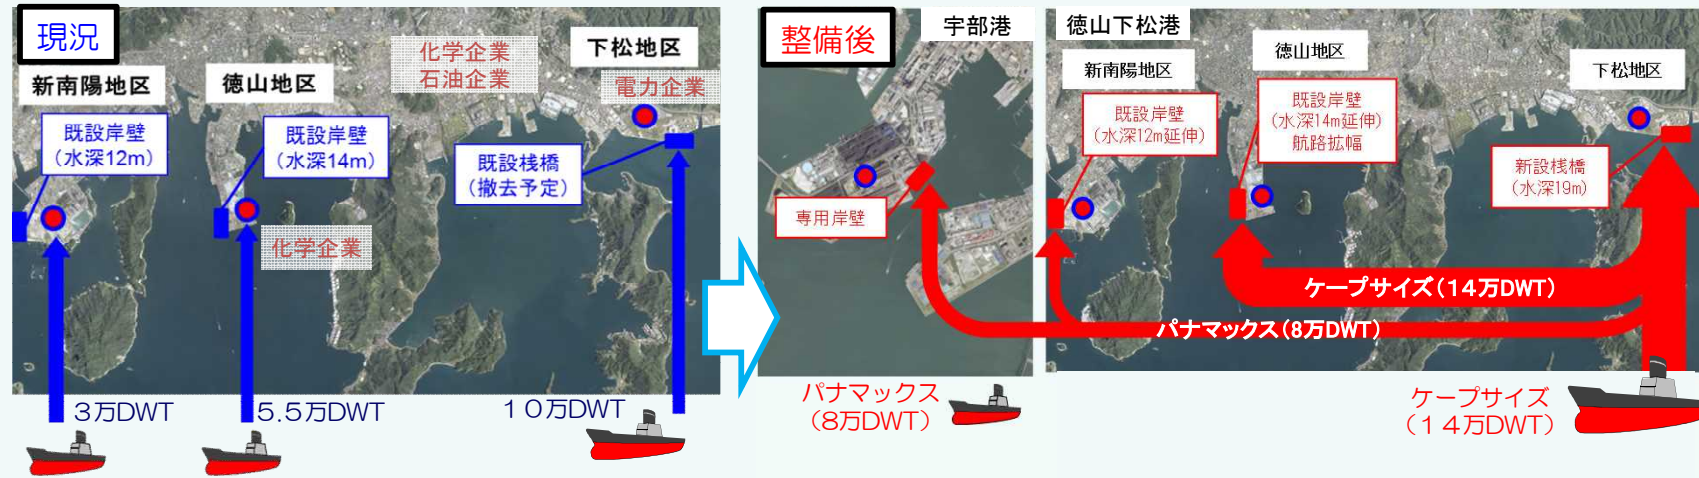 現況
新南陽地区
徳山地区
化学企業
石油企業
下松地区
電力企業
既設岸壁
(水深12m)
既設岸壁
(水深14m)
既設桟橋
(撤去予定)
化学企業
3万DWT
5.5万DWT
10万DWT
整備後
宇部港
専用岸壁
パナマックス
(8万DWT)
徳山下松港
新南陽地区
徳山地区
下松地区
既設岸壁
(水深12m延伸)
既設岸壁
(水深14m延伸)
航路拡幅
新設桟橋
(水深19m)
ケープサイズ(14万DWT)
パナマックス(8万DWT)
ケープサイズ
(14万DWT)